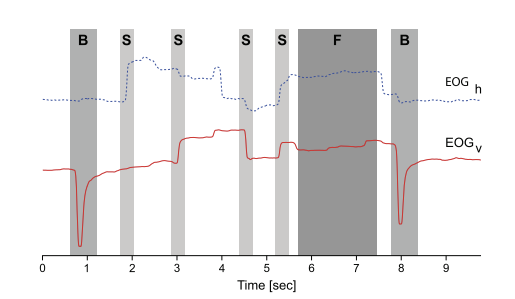 B S S S S F B
EOG h
EOG v
0 1 2 3 4 5 6 7 8 9
Time [sec]